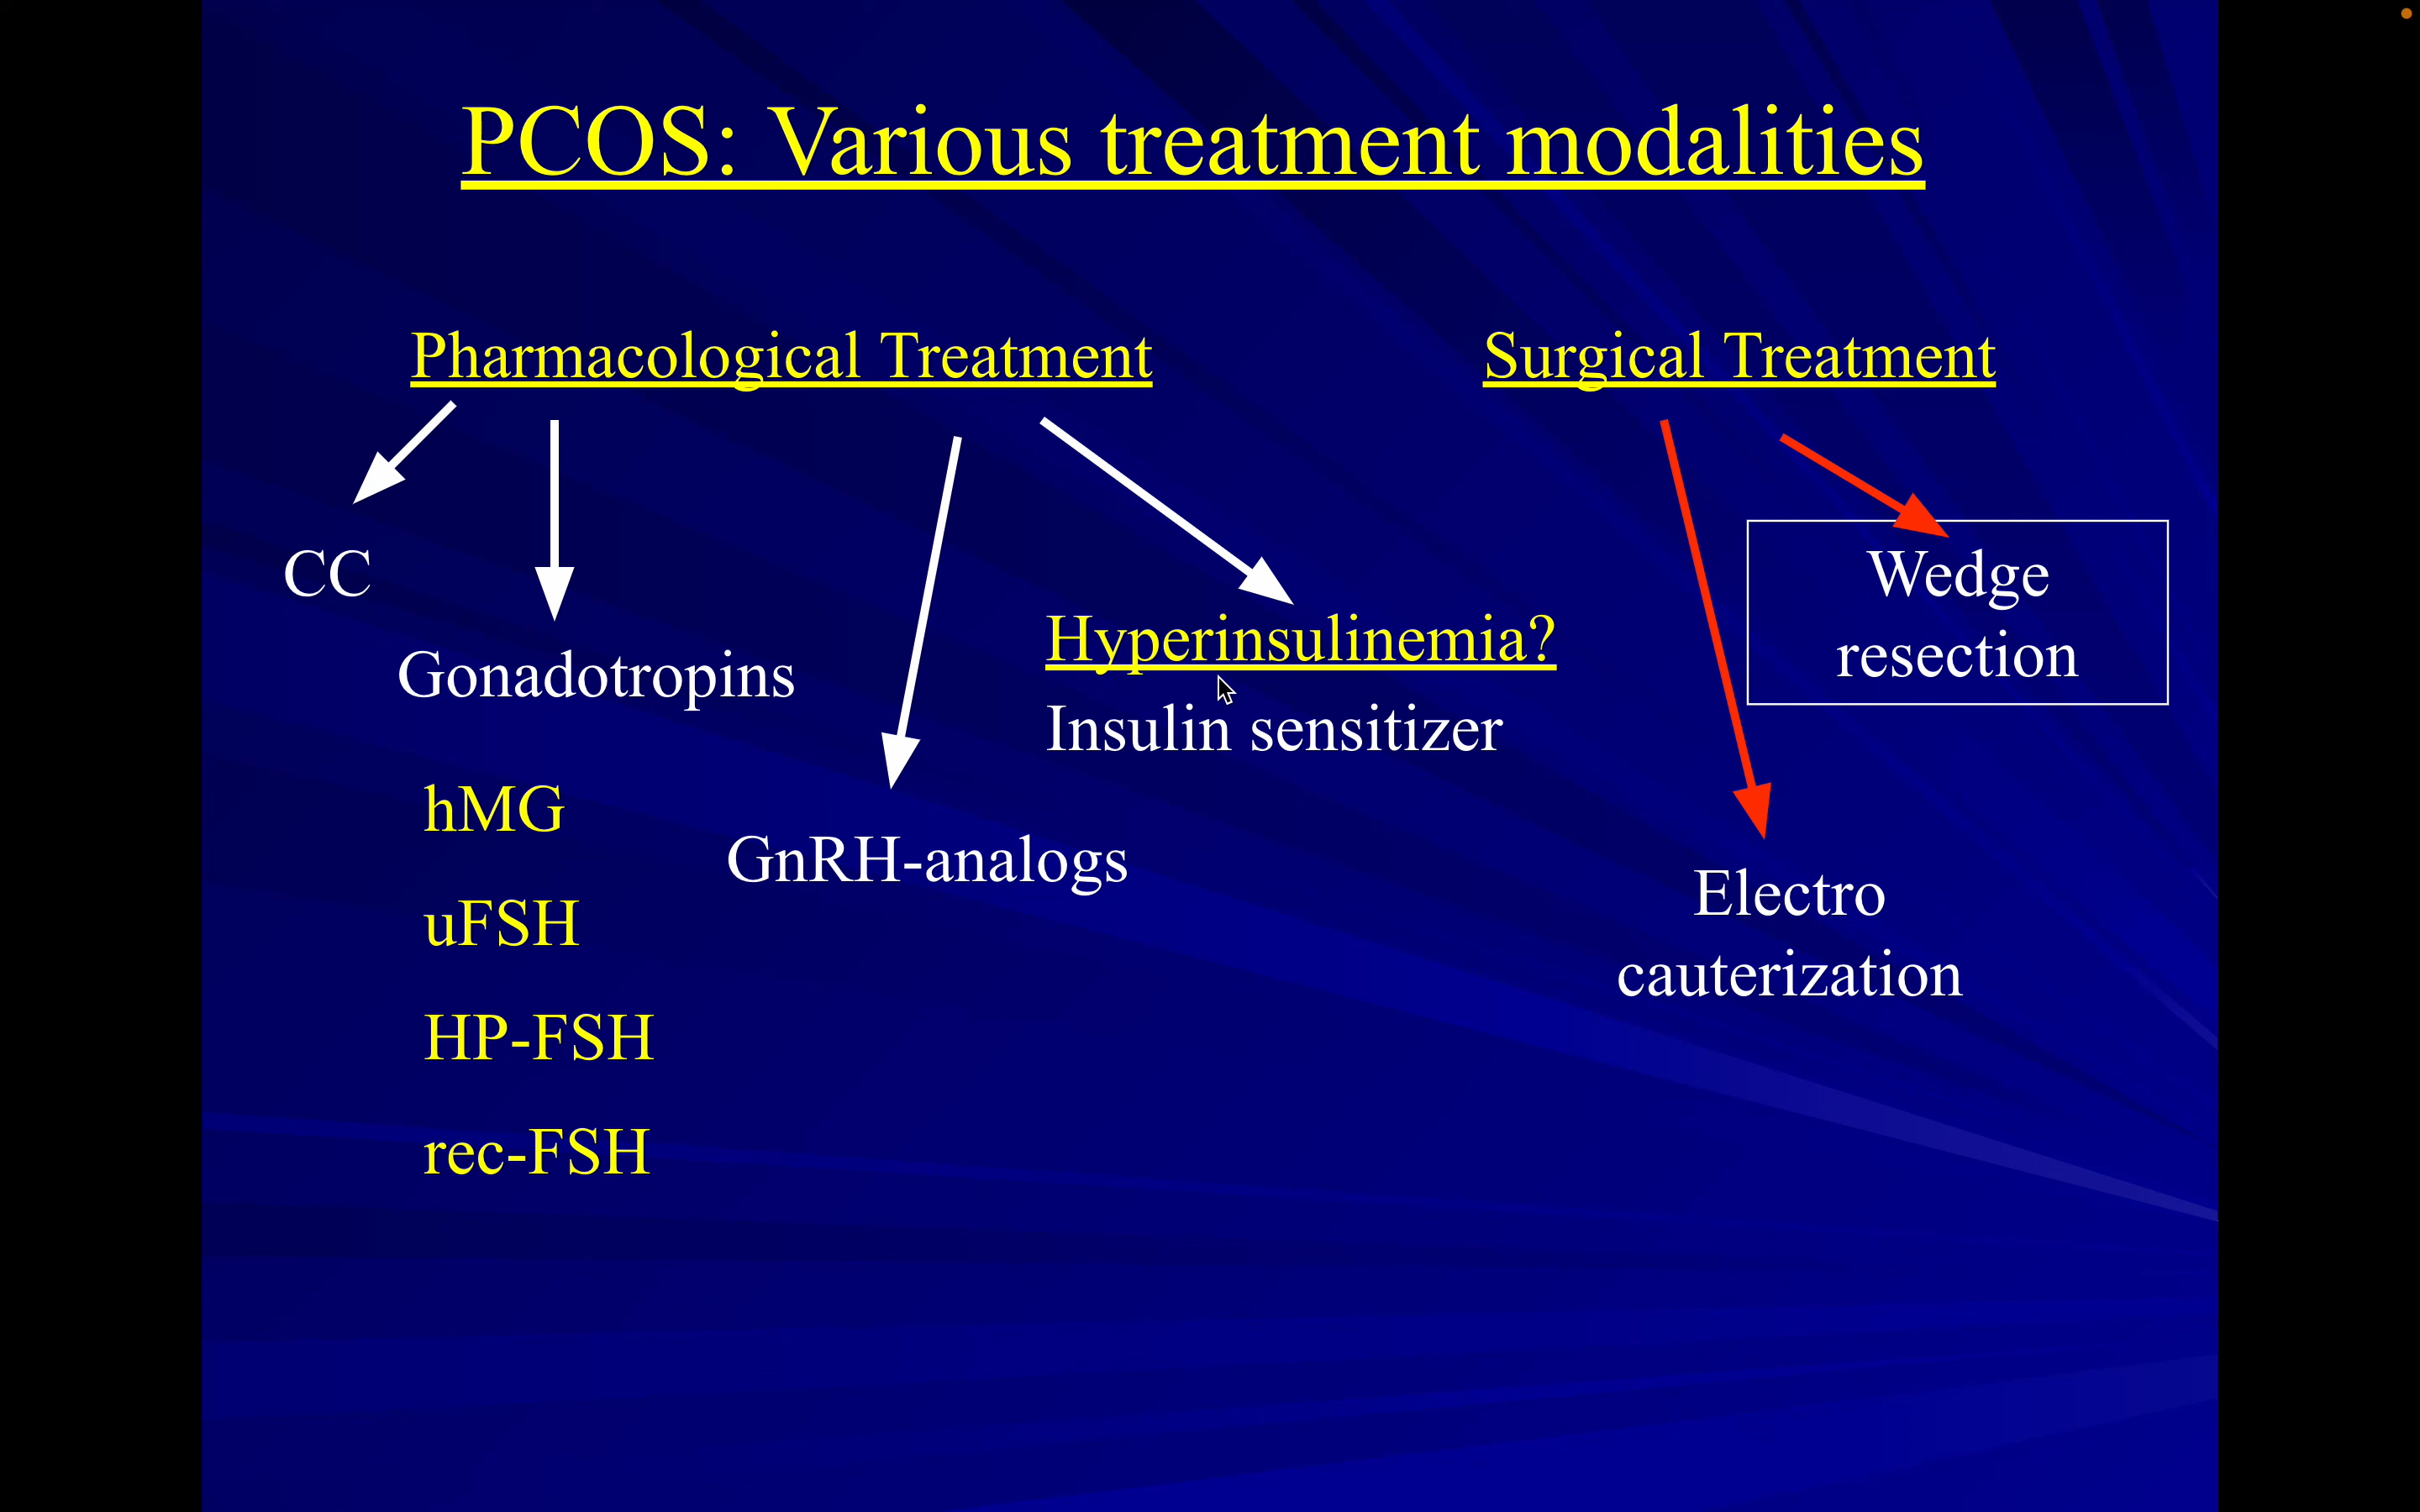 PCOS: Various treatment modalities
Pharmacological Treatment
CC
Gonadotropins
hMG
uFSH
HP-FSH
rec-FSH
GnRH-analogs
Hyperinsulinemia?
Insulin sensitizer
Surgical Treatment
Wedge
resection
Electro
cauterization